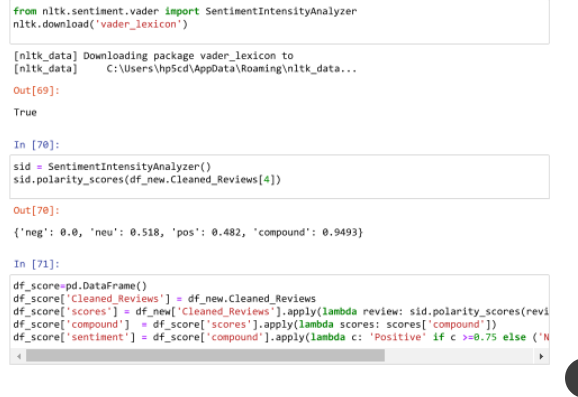 from nltk.sentiment.vader import SentimentIntensityAnalyzer
nltk.download('vader_lexicon')
[nltk_data] Downloading package vader_lexicon to
[nltk_data]     C:\Users\hp5cd\AppData\Roaming\nltk_data...
Out[69]:
True
In [70]:
sid = SentimentIntensityAnalyzer()
sid.polarity_scores(df_new.Cleaned_Reviews[4])
Out[70]:
{'neg': 0.0, 'neu': 0.518, 'pos': 0.482, 'compound': 0.9493}
In [71]:
df_score=pd.DataFrame()
df_score['Cleaned_Reviews'] = df_new.Cleaned_Reviews
df_score['scores'] = df_new['Cleaned_Reviews'].apply(lambda review: sid.polarity_scores(revi
df_score['compound']  = df_score['scores'].apply(lambda scores: scores['compound'])
df_score['sentiment'] = df_score['compound'].apply(lambda c: 'Positive' if c >=0.75 else ('N